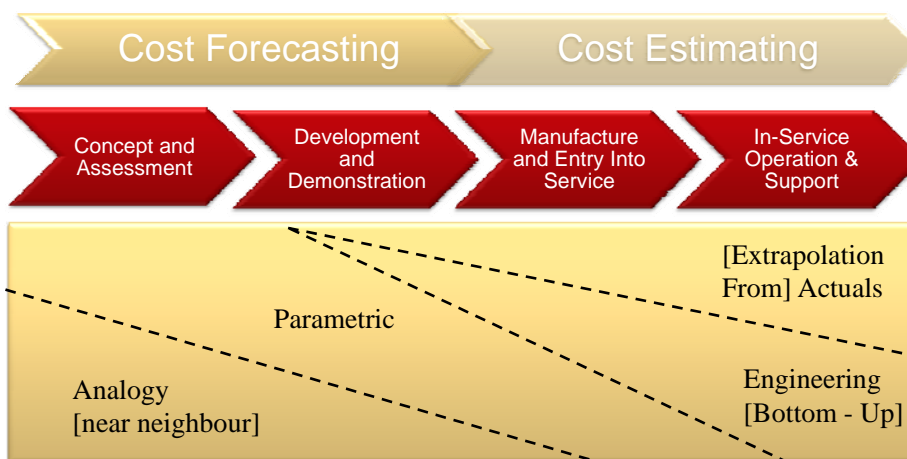 Cost Forecasting
Cost Estimating
Concept and
Assessment
Development
and
Demonstration
Manufacture
and Entry Into
Service
In-Service
Operation &
Support
[Extrapolation
From] Actuals
Parametric
Analogy
[near neighbour]
Engineering
[Bottom - Up]